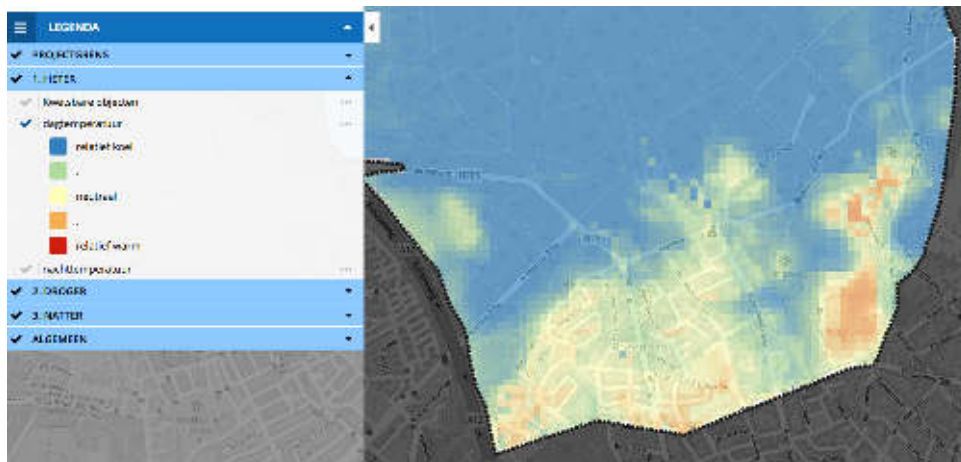 LEGENDA
PROJECTGRENS
1. HETER
Kwetsbare objecten
dagtemperatuur
relatief koel
.
neutraal
.
relatief warm
nachttemperatuur
2. DROGER
3. NATTER
ALGEMEEN